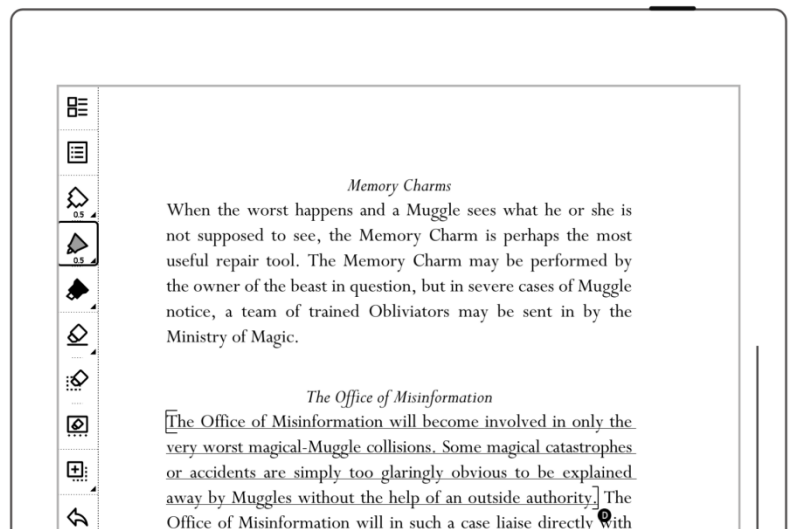 Memory Charms
When the worst happens and a Muggle sees what he or she is
not supposed to see, the Memory Charm is perhaps the most
0.5
useful repair tool. The Memory Charm may be performed by
0.5
the owner of the beast in question, but in severe cases of Muggle
notice, a team of trained Obliviators may be sent in by the
Ministry of Magic.
The Office of Misinformation
The Office of Misinformation will become involved in only the
very worst magical-Muggle collisions. Some magical catastrophes
or accidents are simply too glaringly obvious to be explained
away by Muggles without the help of an outside authority. The
Office of Misinformation will in such a case liaise directly with
D